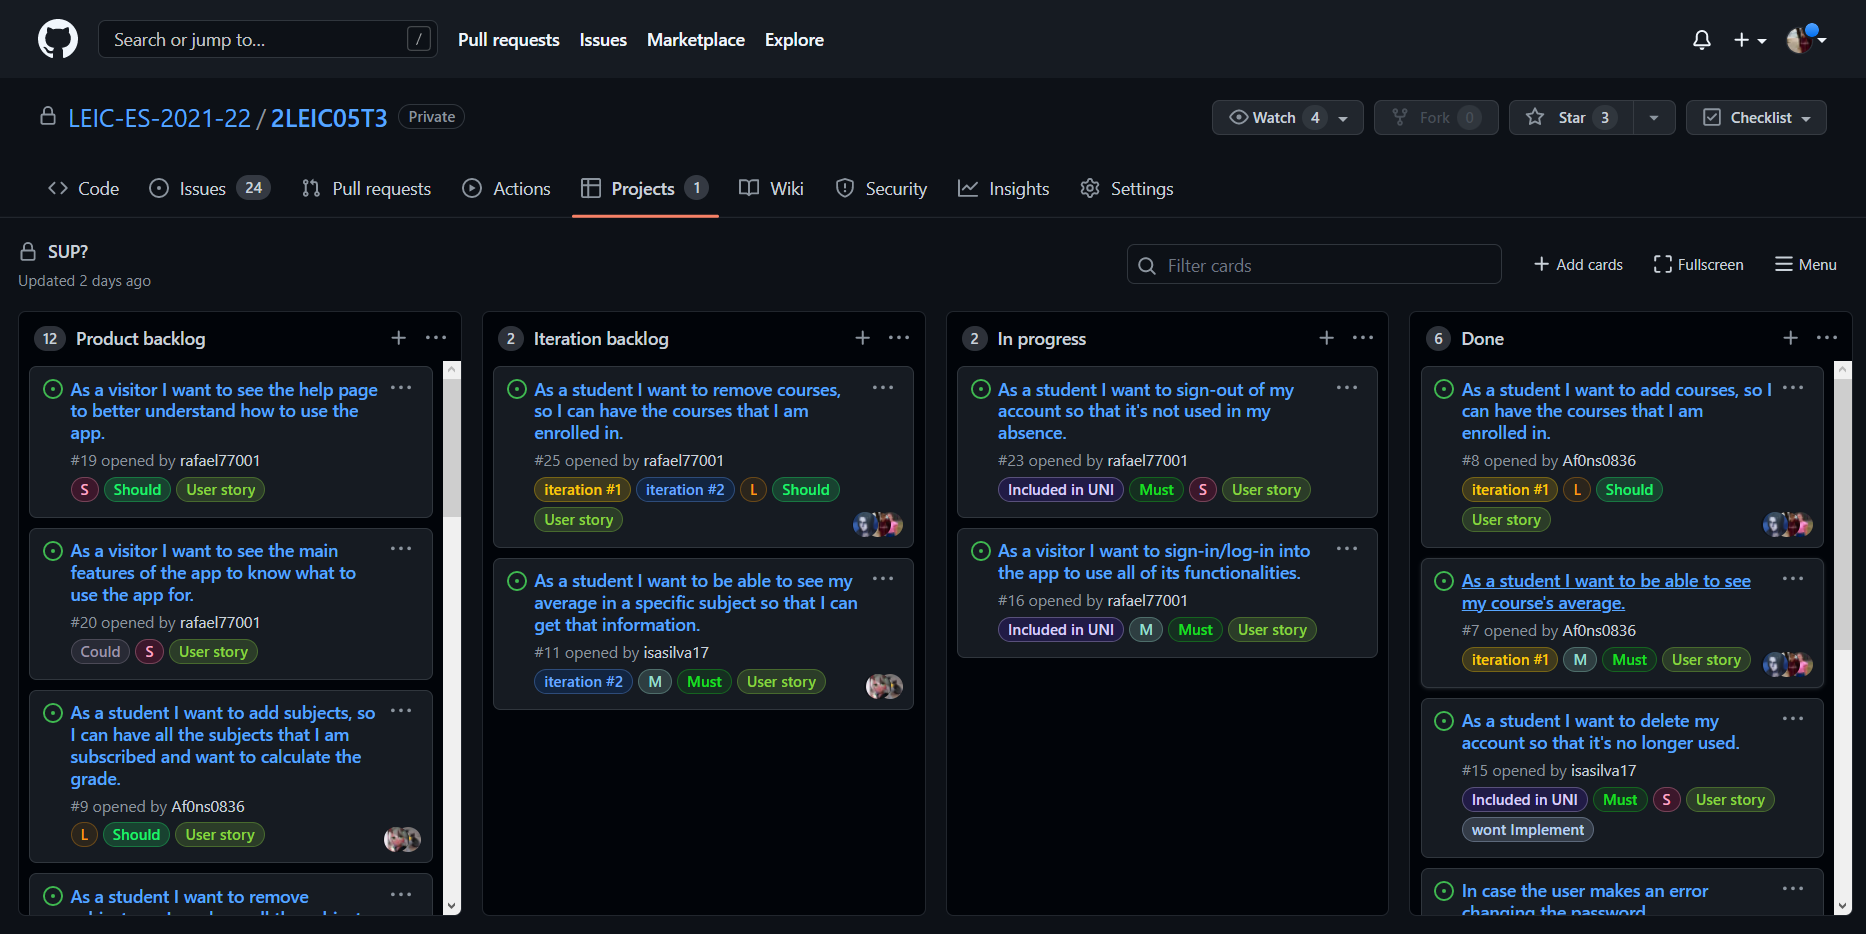 Search or jump to... /
Pull requests Issues Marketplace Explore
LEIC-ES-2021-22 / 2LEIC05T3 Private
Watch 4 Fork 0 Star 3 Checklist
Code Issues 24 Pull requests Actions Projects 1 Wiki Security Insights Settings
SUP?
Updated 2 days ago
Filter cards
Add cards Fullscreen Menu
12 Product backlog
As a visitor I want to see the help page
to better understand how to use the
app.
#19 opened by rafael77001
S Should User story
As a visitor I want to see the main
features of the app to know what to
use the app for.
#20 opened by rafael77001
Could S User story
As a student I want to add subjects, so
I can have all the subjects that I am
subscribed and want to calculate the
grade.
#9 opened by Af0ns0836
L Should User story
As a student I want to remove
2 Iteration backlog
As a student I want to remove courses,
so I can have the courses that I am
enrolled in.
#25 opened by rafael77001
iteration #1 iteration #2 L Should
User story
As a student I want to be able to see my
average in a specific subject so that I can
get that information.
#11 opened by isasilva17
iteration #2 M Must User story
2 In progress
As a student I want to sign-out of my
account so that it's not used in my
absence.
#23 opened by rafael77001
Included in UNI Must S User story
As a visitor I want to sign-in/log-in into
the app to use all of its functionalities.
#16 opened by rafael77001
Included in UNI M Must User story
6 Done
As a student I want to add courses, so I
can have the courses that I am
enrolled in.
#8 opened by Af0ns0836
iteration #1 L Should
User story
As a student I want to be able to see
my course's average.
#7 opened by Af0ns0836
iteration #1 M Must User story
As a student I want to delete my
account so that it's no longer used.
#15 opened by isasilva17
Included in UNI Must S User story
wont Implement
In case the user makes an error
changing the password